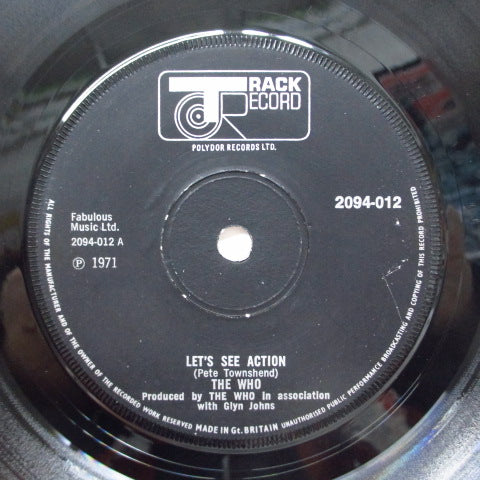 TRACK
RECORD
POLYDOR RECORDS LTD.
2094-012
Fabulous
Music Ltd.
2094-012 A
Ⓟ 1971
LET'S SEE ACTION
(Pete Townshend)
THE WHO
Produced by THE WHO in association
with Glyn Johns
ALL RIGHTS OF THE MANUFACTURER AND OF THE OWNER OF THE RECORDED WORK RESERVED MADE IN Gt. BRITAIN UNAUTHORISED PUBLIC PERFORMANCE BROADCASTING AND COPYING OF THIS RECORD PROHIBITED